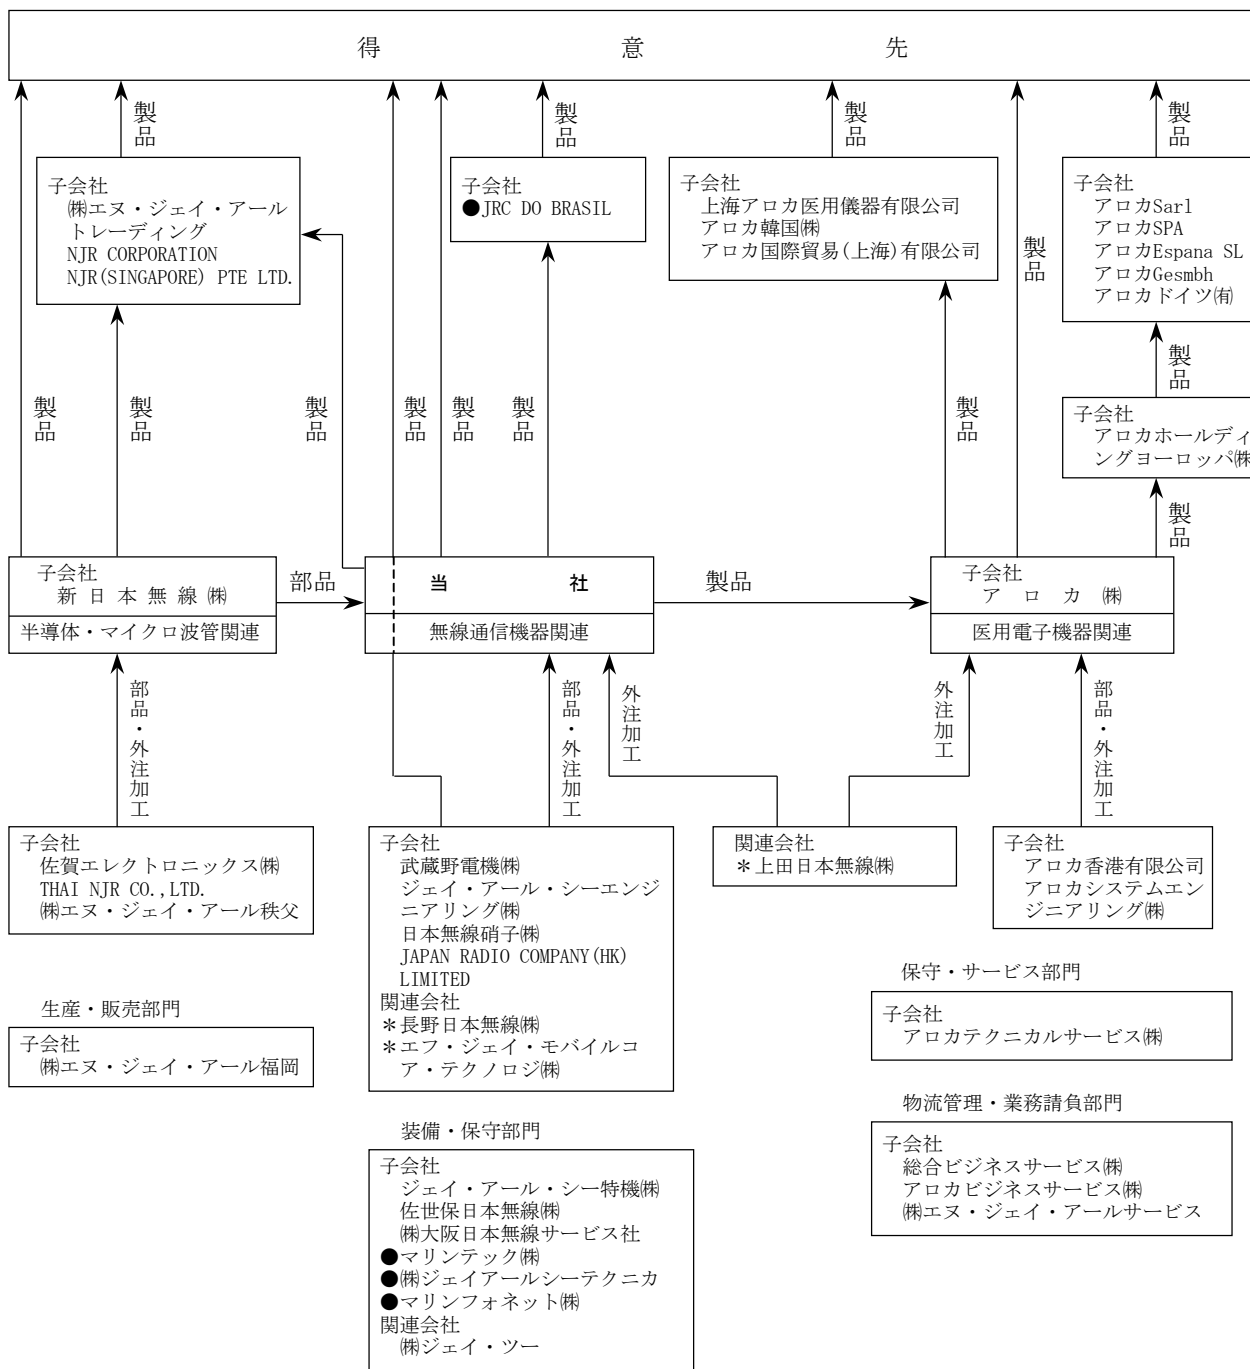 得意先
製品
製品
製品
製品
子会社
㈱エヌ・ジェイ・アール
トレーディング
NJR CORPORATION
NJR(SINGAPORE) PTE LTD.
子会社
●JRC DO BRASIL
子会社
上海アロカ医用儀器有限公司
アロカ韓国㈱
アロカ国際貿易(上海)有限公司
製品
子会社
アロカSarl
アロカSPA
アロカEspana SL
アロカGesmbh
アロカドイツ㈲
製品
製品
製品
製品
製品
製品
製品
製品
製品
子会社
アロカホールディ
ングヨーロッパ㈱
製品
子会社
新日本無線㈱
半導体・マイクロ波管関連
部品
当社
無線通信機器関連
製品
子会社
アロカ㈱
医用電子機器関連
部品・外注加工
部品・外注加工
外注加工
外注加工
部品・外注加工
子会社
佐賀エレクトロニックス㈱
THAI NJR CO.,LTD.
㈱エヌ・ジェイ・アール秩父
子会社
武蔵野電機㈱
ジェイ・アール・シーエンジ
ニアリング㈱
日本無線硝子㈱
JAPAN RADIO COMPANY(HK)
LIMITED
関連会社
＊長野日本無線㈱
＊エフ・ジェイ・モバイルコ
ア・テクノロジ㈱
関連会社
＊上田日本無線㈱
子会社
アロカ香港有限公司
アロカシステムエン
ジニアリング㈱
生産・販売部門
子会社
㈱エヌ・ジェイ・アール福岡
保守・サービス部門
子会社
アロカテクニカルサービス㈱
装備・保守部門
子会社
ジェイ・アール・シー特機㈱
佐世保日本無線㈱
㈱大阪日本無線サービス社
●マリンテック㈱
●㈱ジェイアールシーテクニカ
●マリンフォネット㈱
関連会社
㈱ジェイ・ツー
物流管理・業務請負部門
子会社
総合ビジネスサービス㈱
アロカビジネスサービス㈱
㈱エヌ・ジェイ・アールサービス